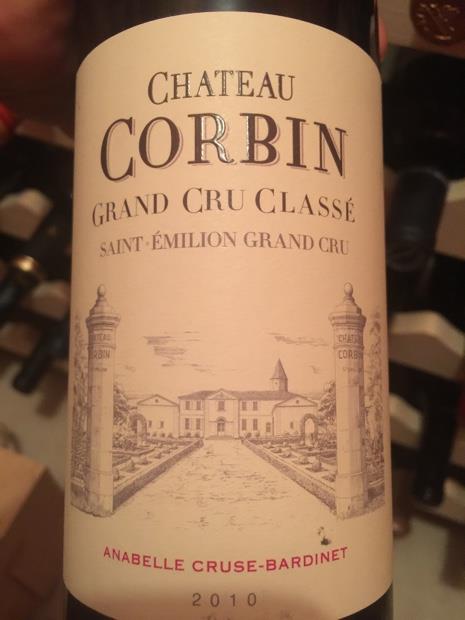 CHATEAU
CORBIN
GRAND CRU CLASSÉ
SAINT-ÉMILION GRAND CRU
CHATEAU
CORBIN
CHATEAU
CORBIN
ANABELLE CRUSE-BARDINET
2010